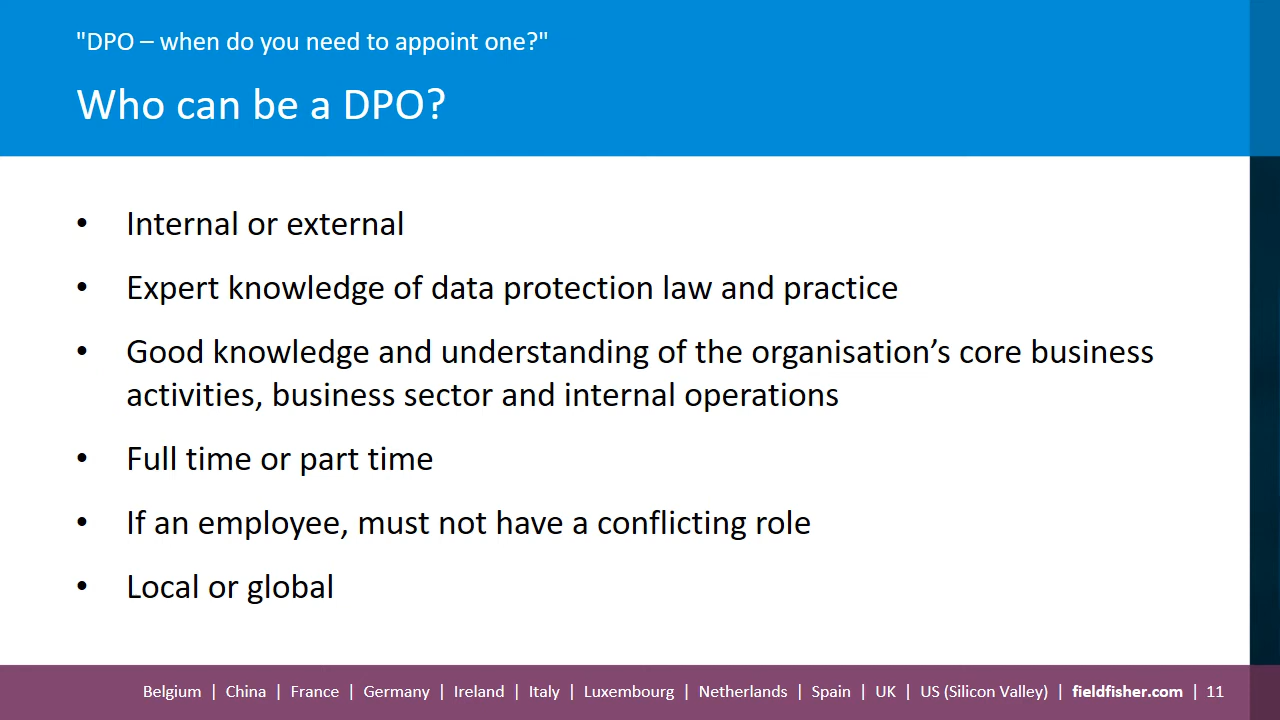 "DPO – when do you need to appoint one?"
Who can be a DPO?
• Internal or external
• Expert knowledge of data protection law and practice
• Good knowledge and understanding of the organisation’s core business
activities, business sector and internal operations
• Full time or part time
• If an employee, must not have a conflicting role
• Local or global
Belgium | China | France | Germany | Ireland | Italy | Luxembourg | Netherlands | Spain | UK | US (Silicon Valley) | fieldfisher.com | 11